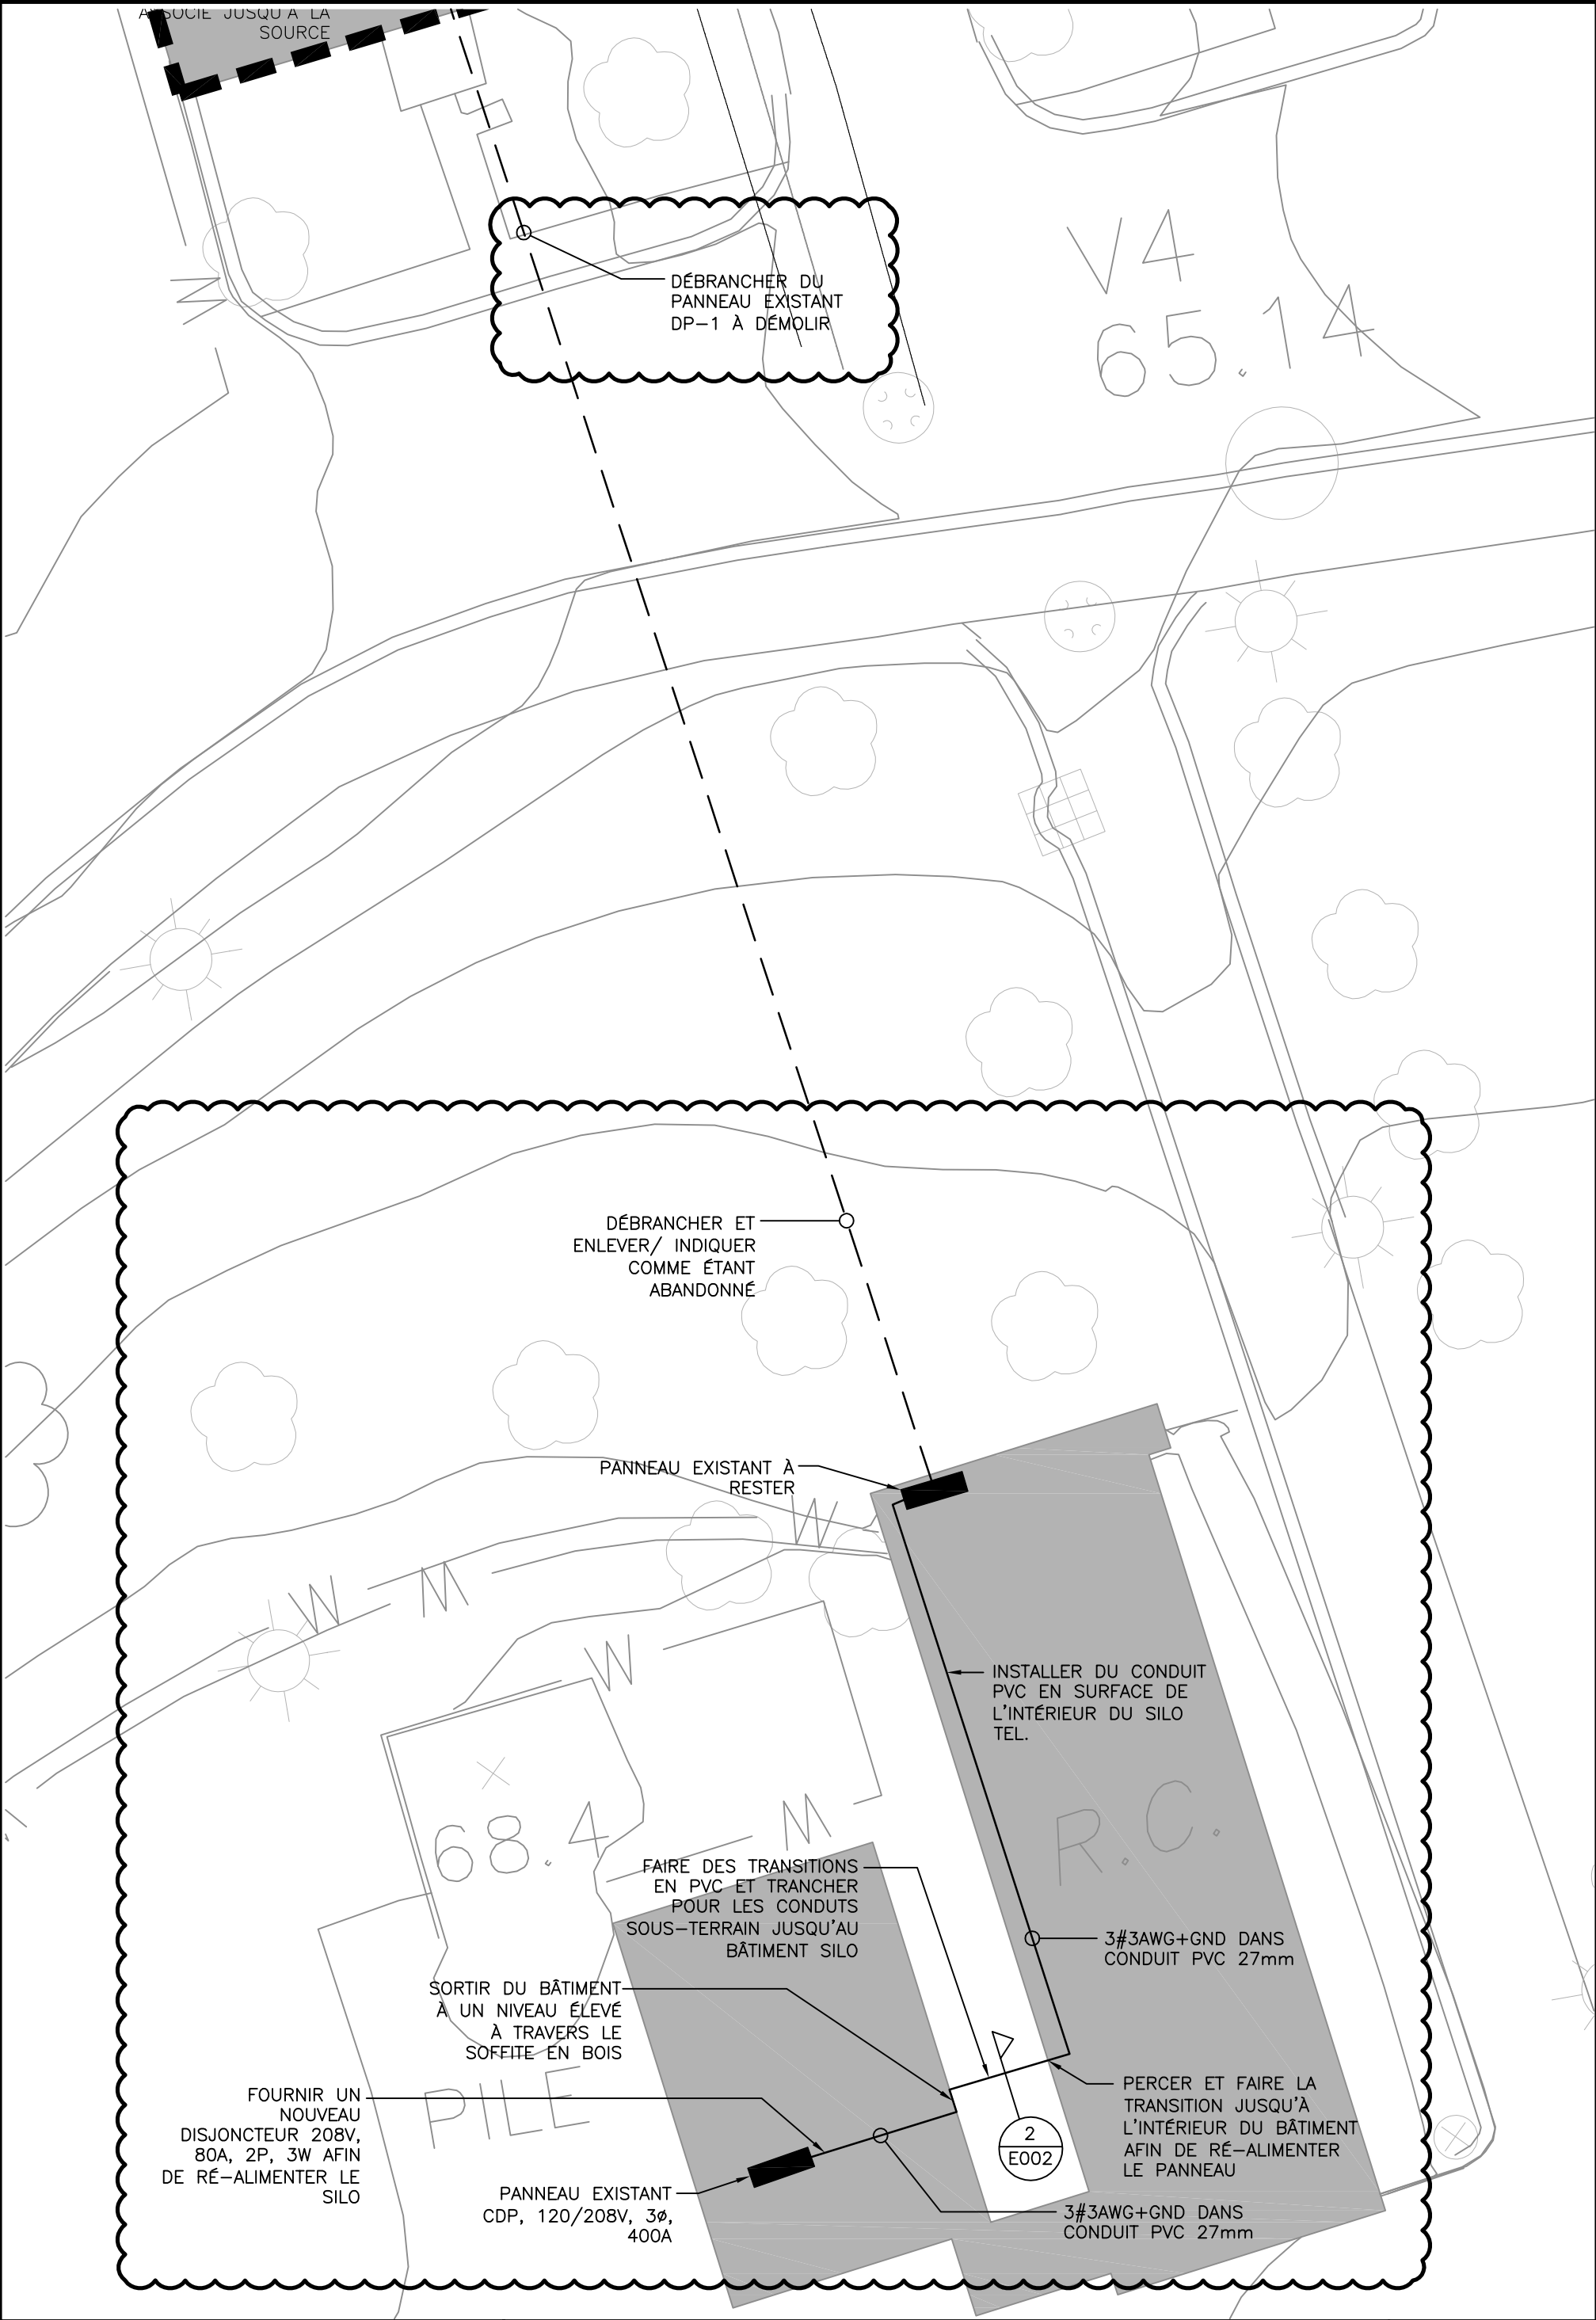 ASSOCIÉ JUSQU'À LA
SOURCE
DÉBRANCHER DU
PANNEAU EXISTANT
DP-1 À DÉMOLIR
V4
65.14
DÉBRANCHER ET
ENLEVER/ INDIQUER
COMME ÉTANT
ABANDONNÉ
PANNEAU EXISTANT À
RESTER
W
W
M
W
M
INSTALLER DU CONDUIT
PVC EN SURFACE DE
L'INTÉRIEUR DU SILO
TEL.
68.4
R.C.
FAIRE DES TRANSITIONS
EN PVC ET TRANCHER
POUR LES CONDUTS
SOUS-TERRAIN JUSQU'AU
BÂTIMENT SILO
3#3AWG+GND DANS
CONDUIT PVC 27mm
SORTIR DU BÂTIMENT
À UN NIVEAU ÉLEVÉ
À TRAVERS LE
SOFFITE EN BOIS
PILE
FOURNIR UN
NOUVEAU
DISJONCTEUR 208V,
80A, 2P, 3W AFIN
DE RÉ-ALIMENTER LE
SILO
2
E002
PERCER ET FAIRE LA
TRANSITION JUSQU'À
L'INTÉRIEUR DU BÂTIMENT
AFIN DE RÉ-ALIMENTER
LE PANNEAU
PANNEAU EXISTANT
CDP, 120/208V, 3ø,
400A
3#3AWG+GND DANS
CONDUIT PVC 27mm